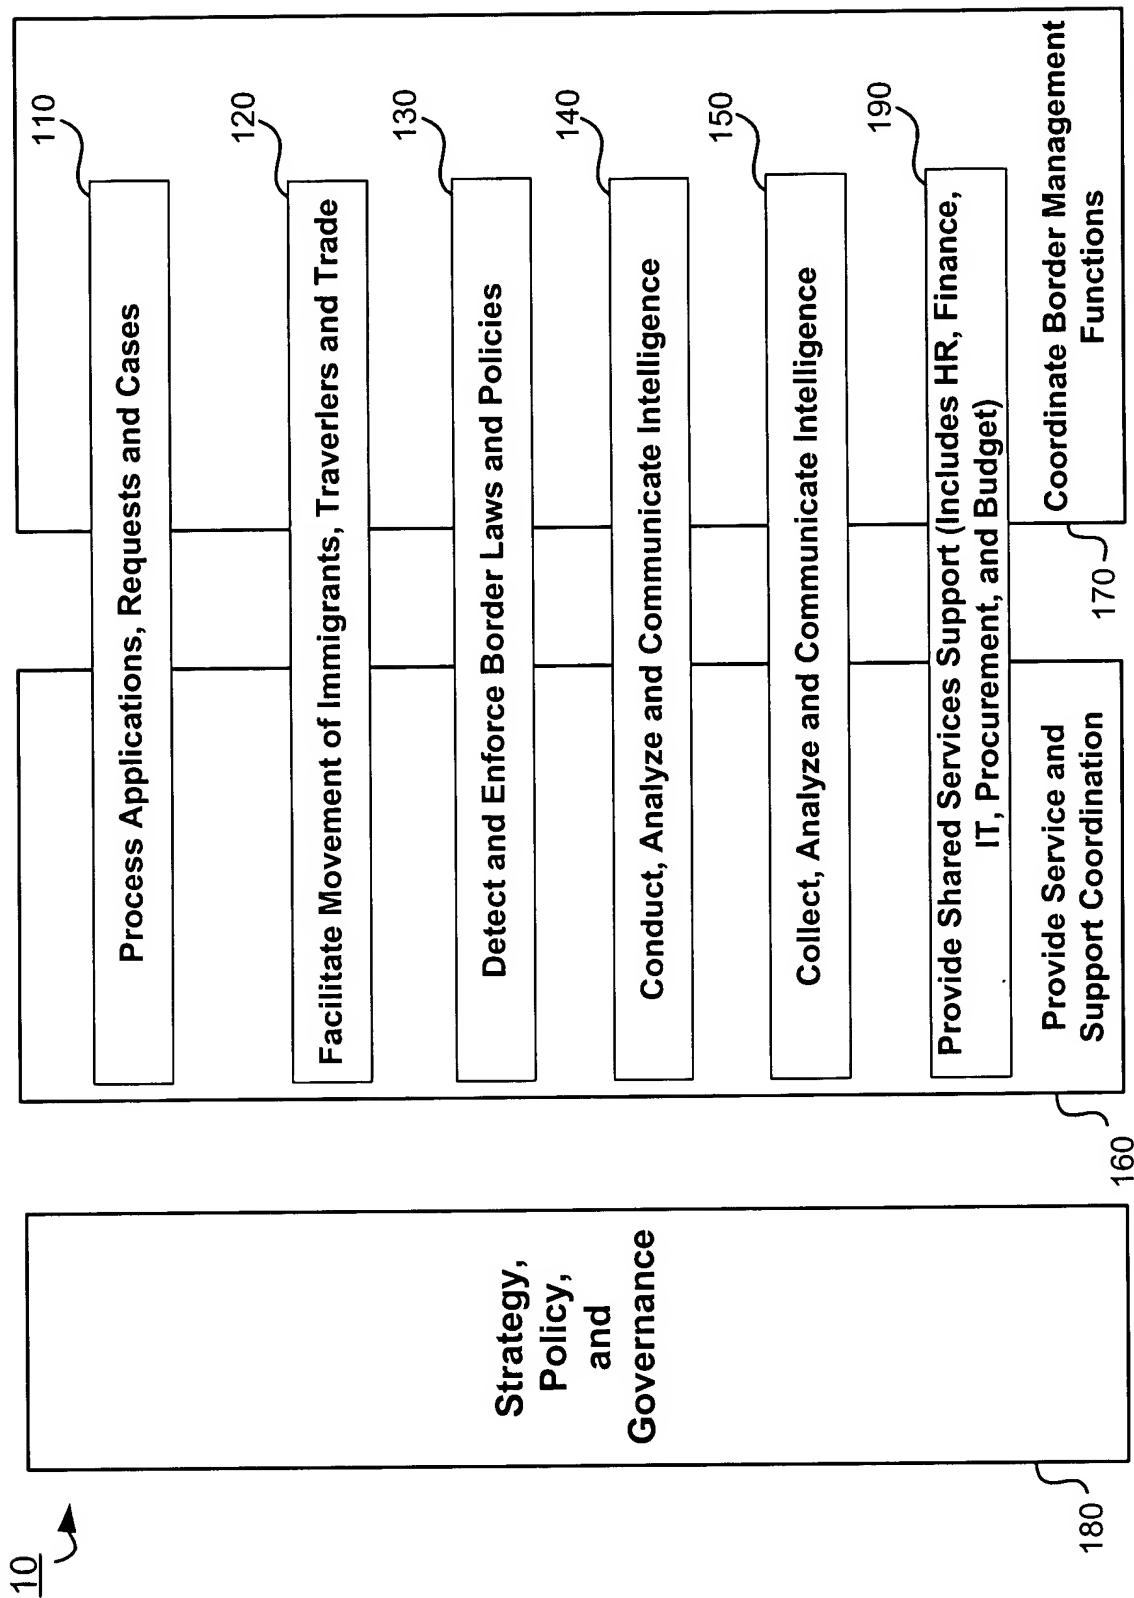 10
180
Strategy,
Policy,
and
Governance
110
Process Applications, Requests and Cases
120
Facilitate Movement of Immigrants, Traverlers and Trade
130
Detect and Enforce Border Laws and Policies
140
Conduct, Analyze and Communicate Intelligence
150
Collect, Analyze and Communicate Intelligence
190
Provide Shared Services Support (Includes HR, Finance,
IT, Procurement, and Budget)
160
Provide Service and
Support Coordination
170
Coordinate Border Management
Functions